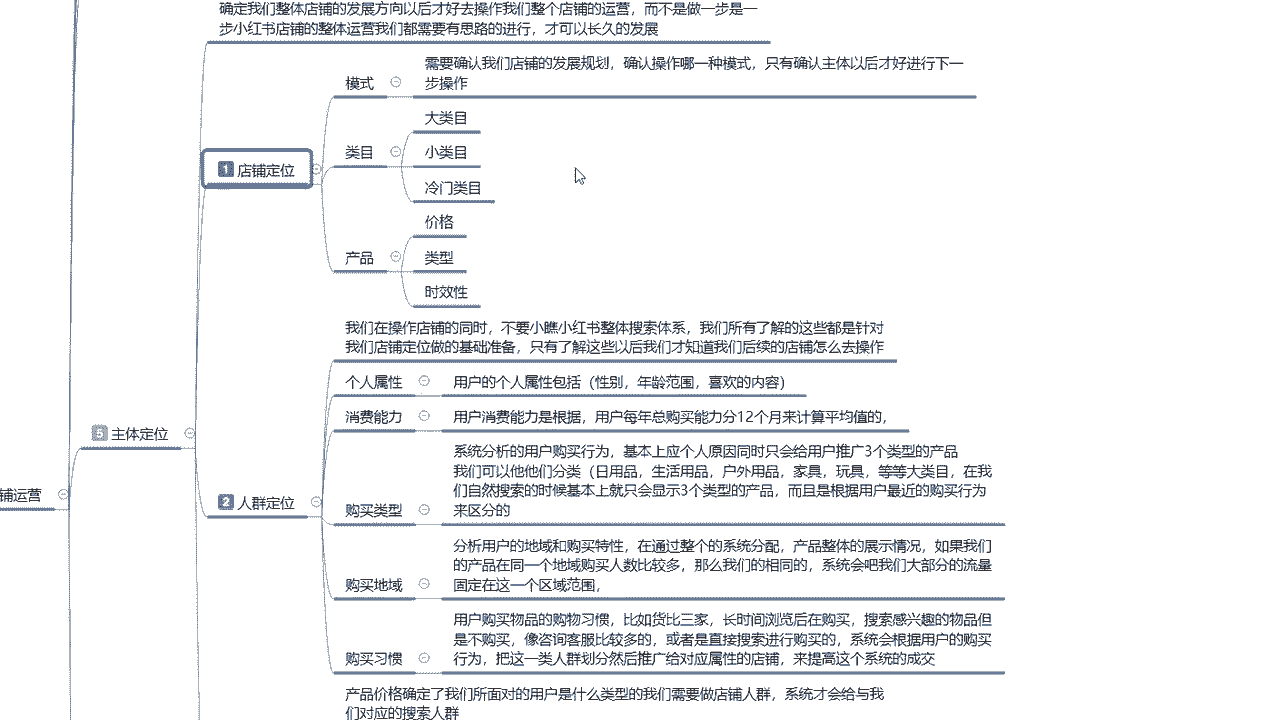 确定我们整体店铺的发展方向以后才好去操作我们整个店铺的运营，而不是做一步是一
步小红书店铺的整体运营我们都需要有思路的进行，才可以长久的发展
需要确认我们店铺的发展规划，确认操作哪一种模式，只有确认主体以后才好进行下一
步操作
模式
大类目
类目
小类目
冷门类目
1 店铺定位
价格
产品
类型
时效性
我们在操作店铺的同时，不要小瞧小红书整体搜索体系，我们所有了解的这些都是针对
我们店铺定位做的基础准备，只有了解这些以后我们才知道我们后续的店铺怎么去操作
个人属性
用户的个人属性包括（性别，年龄范围，喜欢的内容）
消费能力
用户消费能力是根据，用户每年总购买能力分12个月来计算平均值的，
5 主体定位
系统分析的用户购买行为，基本上应个人原因同时只会给用户推广3个类型的产品
我们可以他他们分类（日用品，生活用品，户外用品，家具，玩具，等等大类目，在我
们自然搜索的时候基本上就只会显示3个类型的产品，而且是根据用户最近的购买行为
来区分的
购买类型
铺运营
2 人群定位
分析用户的地域和购买特性，在通过整个的系统分配，产品整体的展示情况，如果我们
的产品在同一个地域购买人数比较多，那么我们的相同的，系统会吧我们大部分的流量
固定在这一个区域范围，
购买地域
用户购买物品的购物习惯，比如货比三家，长时间浏览后在购买，搜索感兴趣的物品但
是不购买，像咨询客服比较多的，或者是直接搜索进行购买的，系统会根据用户的购买
行为，把这一类人群划分然后推广给对应属性的店铺，来提高这个系统的成交
购买习惯
产品价格确定了我们所面对的用户是什么类型的我们需要做店铺人群，系统才会给与我
们对应的搜索人群